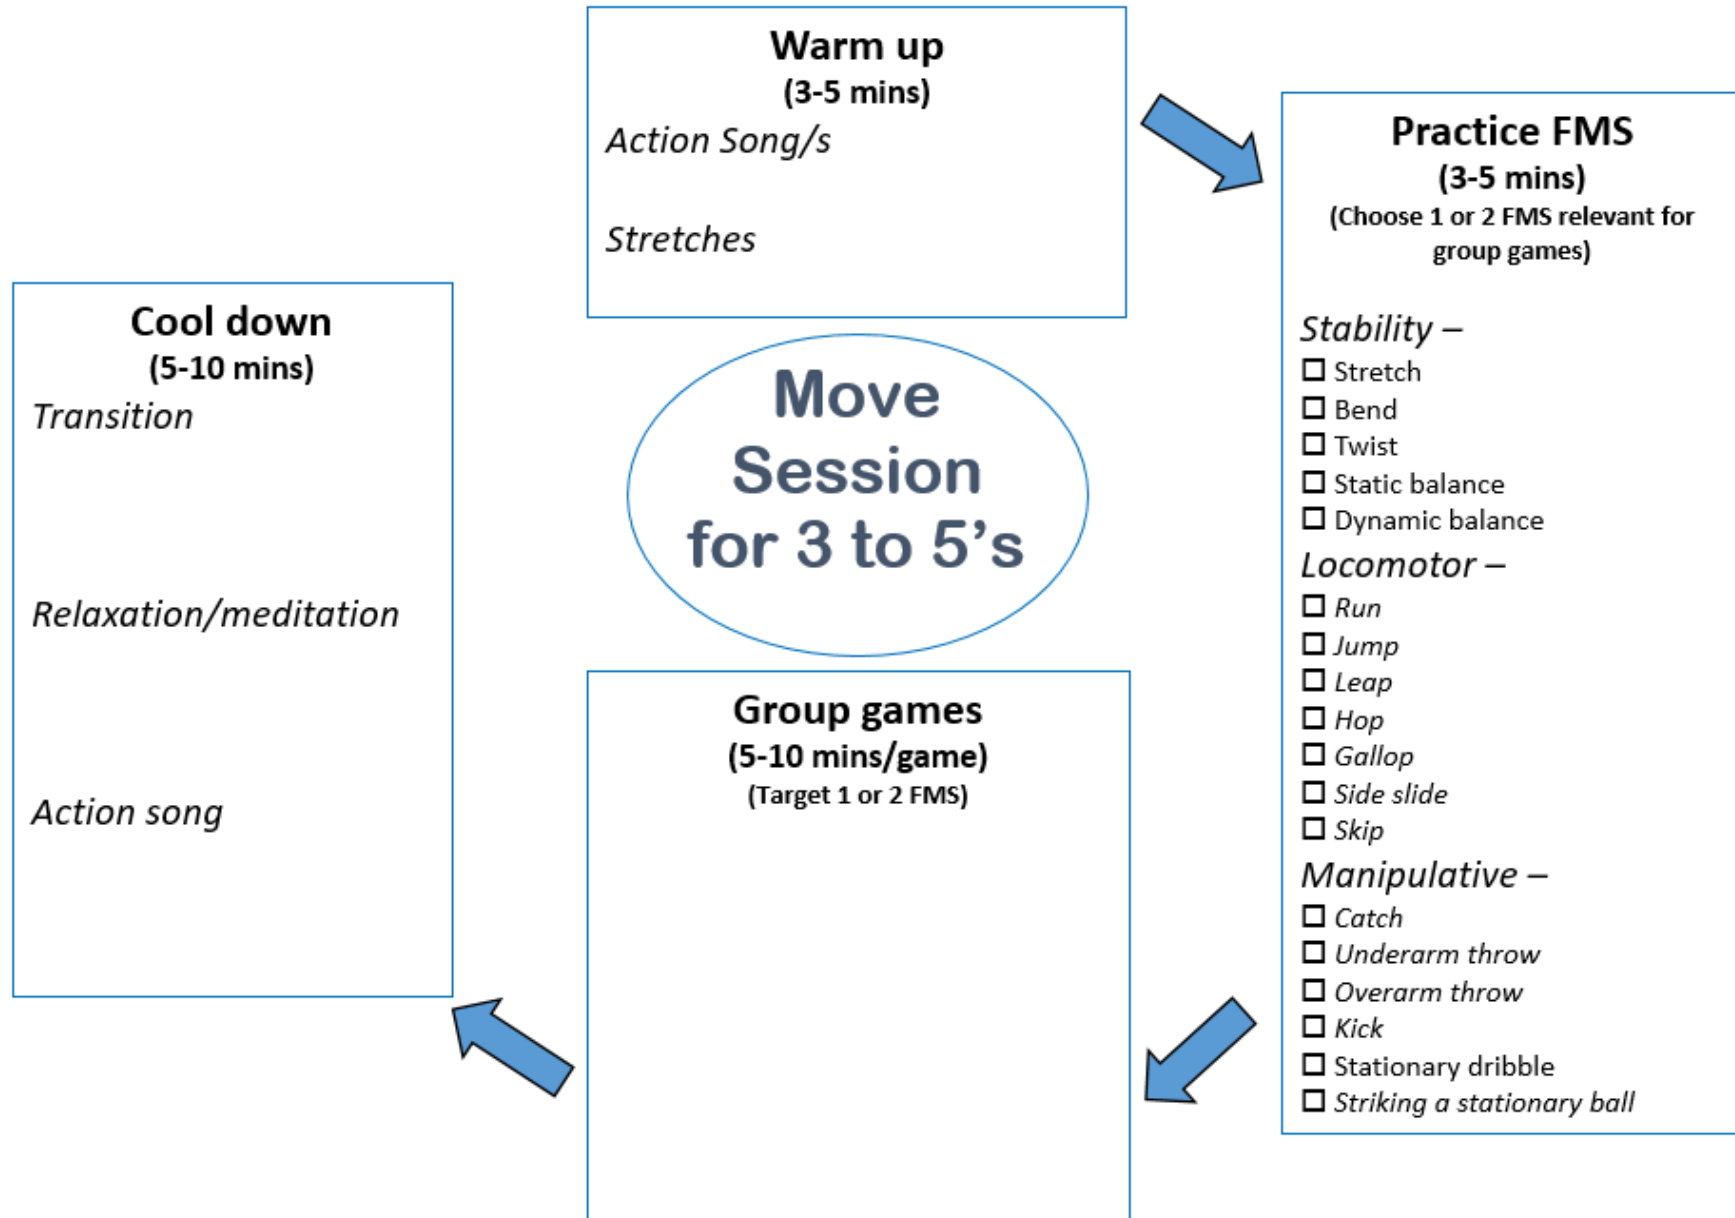 Warm up
(3-5 mins)
Action Song/s
Stretches
Practice FMS
(3-5 mins)
(Choose 1 or 2 FMS relevant for
group games)
Stability –
☐ Stretch
☐ Bend
☐ Twist
☐ Static balance
☐ Dynamic balance
Locomotor –
☐ Run
☐ Jump
☐ Leap
☐ Hop
☐ Gallop
☐ Side slide
☐ Skip
Manipulative –
☐ Catch
☐ Underarm throw
☐ Overarm throw
☐ Kick
☐ Stationary dribble
☐ Striking a stationary ball
Group games
(5-10 mins/game)
(Target 1 or 2 FMS)
Cool down
(5-10 mins)
Transition
Relaxation/meditation
Action song
Move
Session
for 3 to 5’s